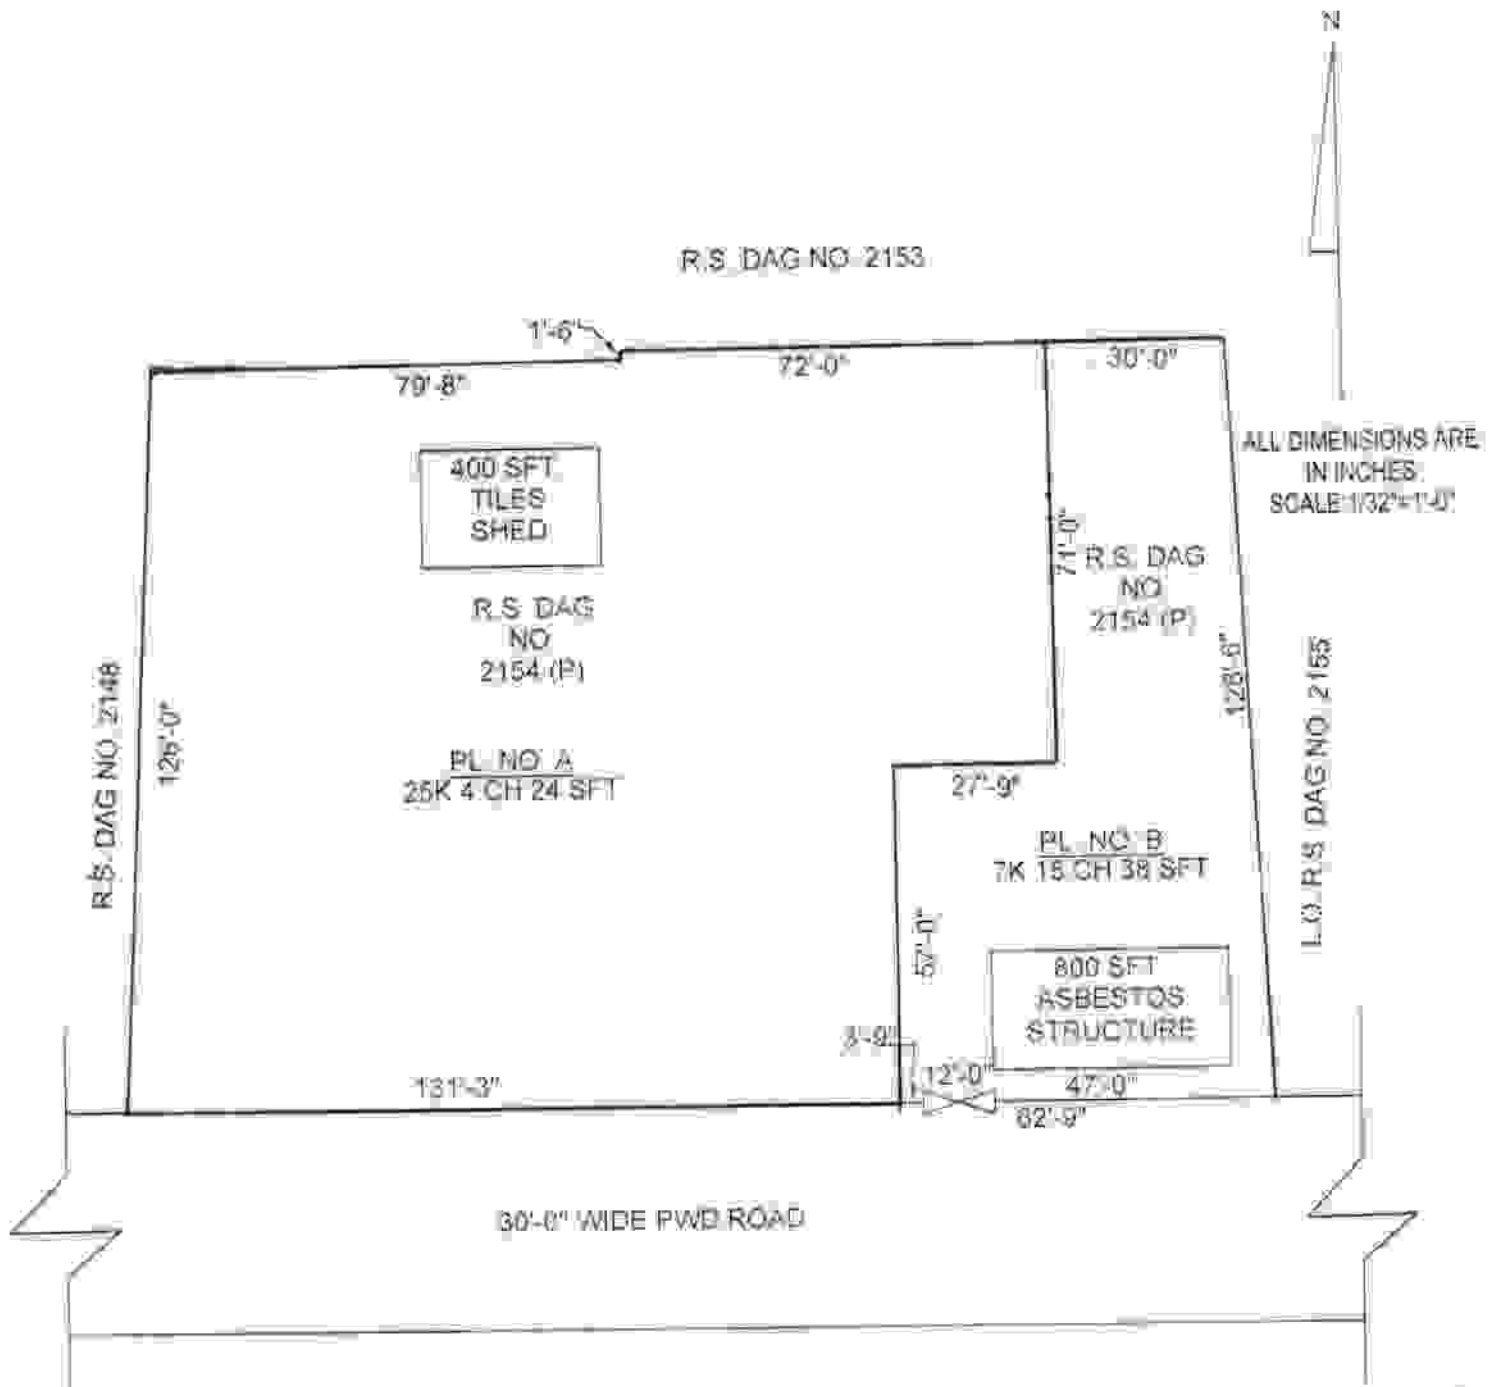 N
R.S. DAG NO. 2153
1'-6"
79'-8"
72'-0"
30'-0"
ALL DIMENSIONS ARE
IN INCHES.
SCALE:1/32"=1'-0"
400 SFT
TILES
SHED
71'-0"
R.S. DAG
NO
2154 (P)
R.S. DAG
NO
2154 (P)
R.S. DAG NO. 2148
126'-0"
128'-6"
R.S. DAG NO. 2155
PL. NO. A
25K 4 CH 24 SFT
27'-9"
PL. NO. B
7K 15 CH 38 SFT
57'-0"
800 SFT
ASBESTOS
STRUCTURE
3'-9"
12'-0"
47'-0"
131'-3"
62'-9"
WIDE PWD ROAD